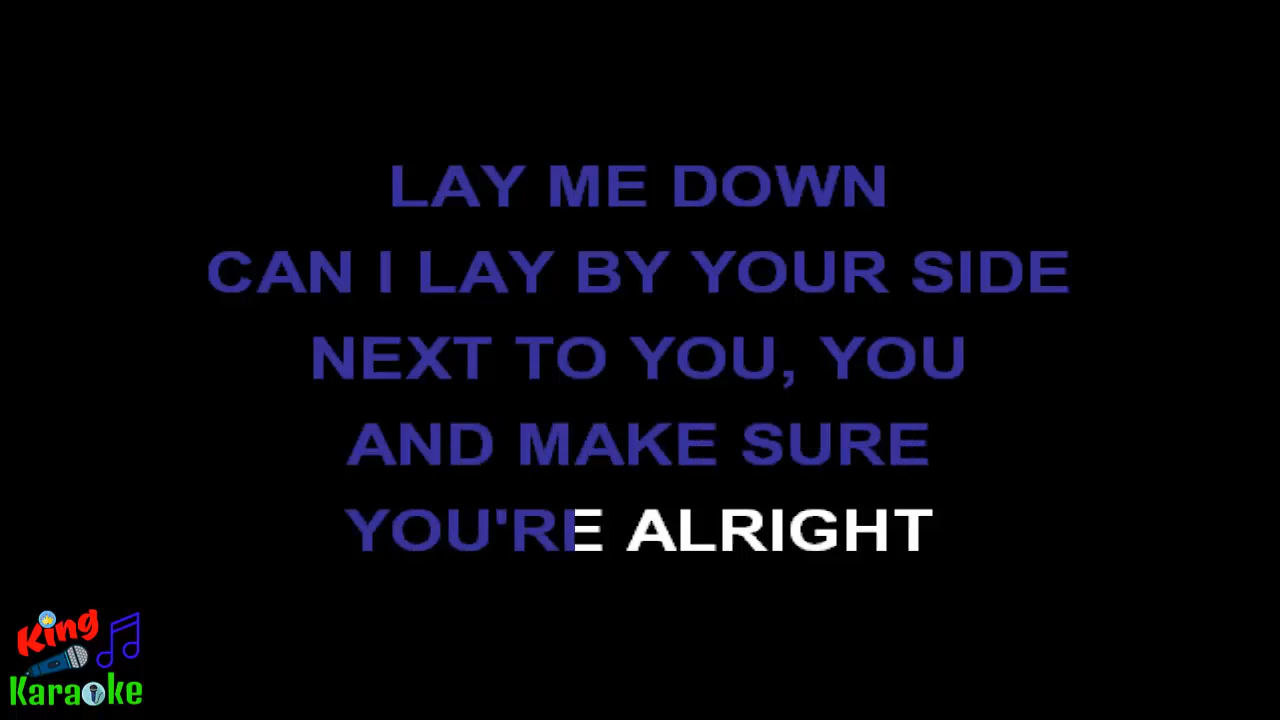 LAY ME DOWN
CAN I LAY BY YOUR SIDE
NEXT TO YOU, YOU
AND MAKE SURE
YOU'RE ALRIGHT
King
Karaoke